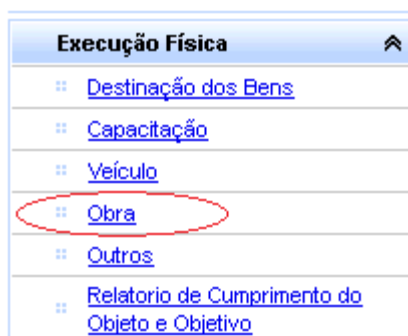 Execução Física
Destinação dos Bens
Capacitação
Veículo
Obra
Outros
Relatorio de Cumprimento do
Objeto e Objetivo